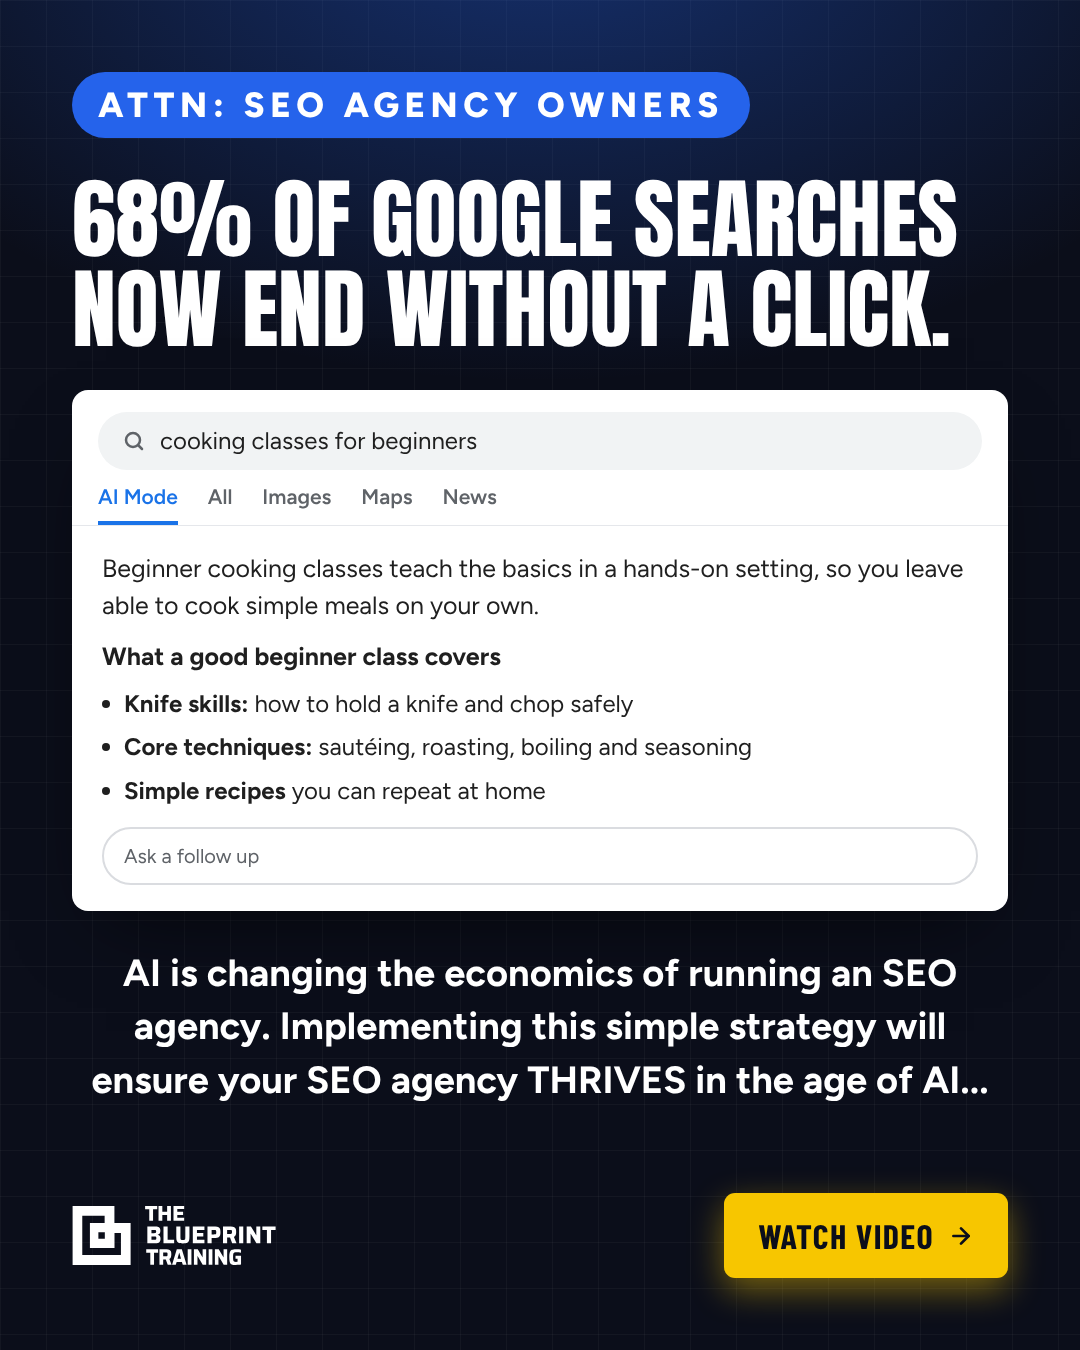 ATTN: SEO AGENCY OWNERS
68% OF GOOGLE SEARCHES
NOW END WITHOUT A CLICK.
cooking classes for beginners
AI Mode All Images Maps News
Beginner cooking classes teach the basics in a hands-on setting, so you leave
able to cook simple meals on your own.
What a good beginner class covers
• Knife skills: how to hold a knife and chop safely
• Core techniques: sautéing, roasting, boiling and seasoning
• Simple recipes you can repeat at home
Ask a follow up
AI is changing the economics of running an SEO
agency. Implementing this simple strategy will
ensure your SEO agency THRIVES in the age of AI...
THE
BLUEPRINT
TRAINING
WATCH VIDEO →